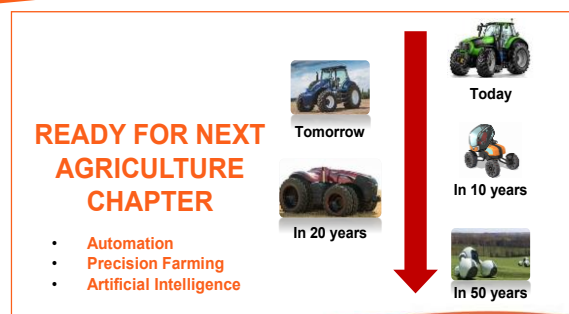 READY FOR NEXT
AGRICULTURE
CHAPTER
• Automation
• Precision Farming
• Artificial Intelligence
Today
Tomorrow
In 10 years
In 20 years
In 50 years